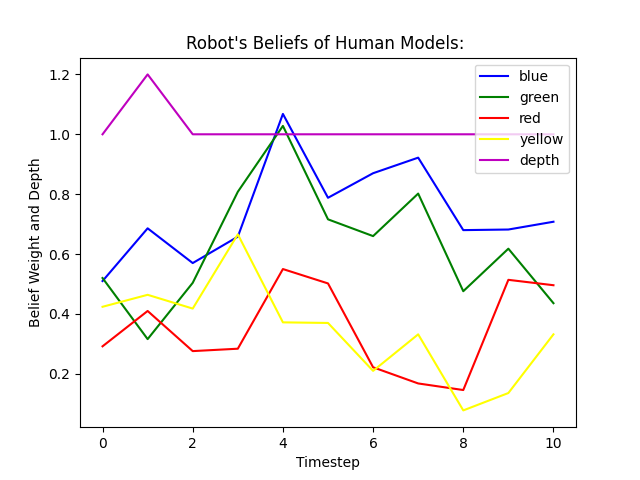 Robot's Beliefs of Human Models:
Belief Weight and Depth
1.2
1.0
0.8
0.6
0.4
0.2
blue
green
red
yellow
depth
0 2 4 6 8 10
Timestep